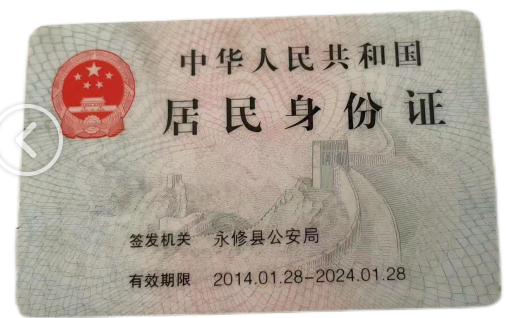 中华人民共和国
居民身份证
签发机关 永修县公安局
有效期限 2014.01.28-2024.01.28